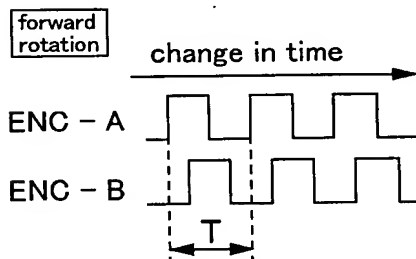 forward
rotation
change in time
ENC - A
ENC - B
T